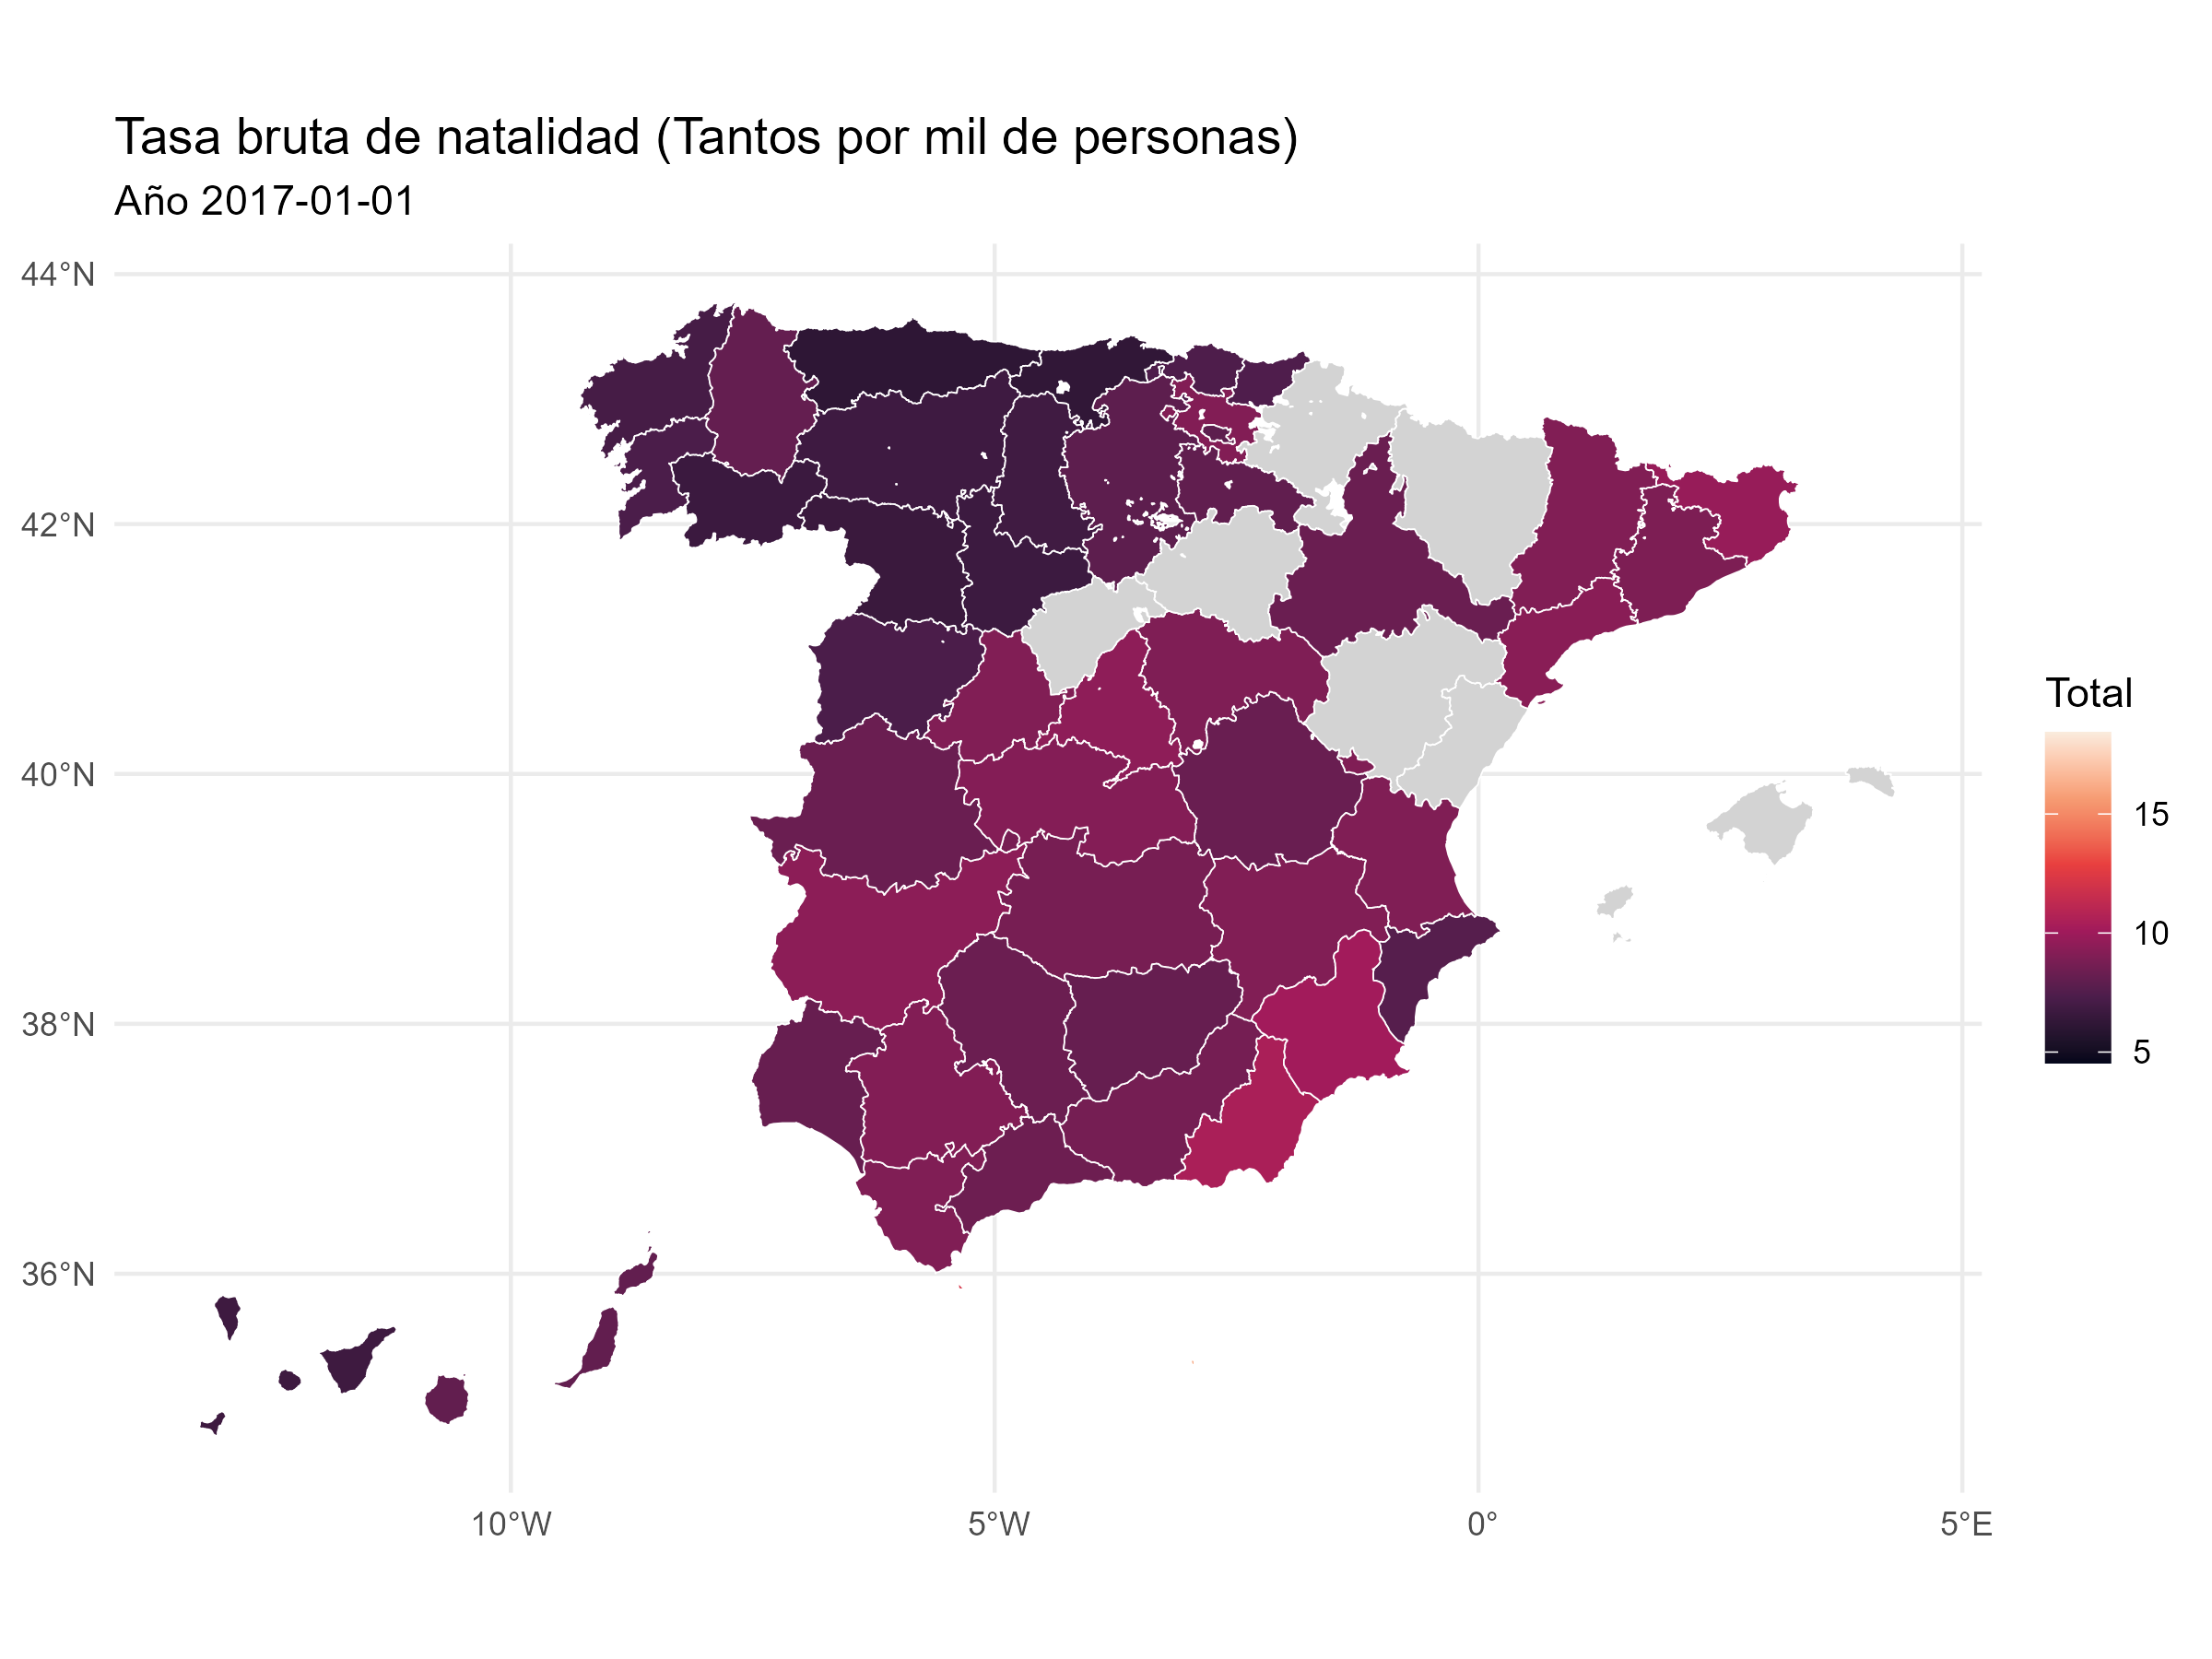 Tasa bruta de natalidad (Tantos por mil de personas)
Año 2017-01-01
44°N
42°N
40°N
38°N
36°N
10°W
5°W
0°
5°E
Total
15
10
5